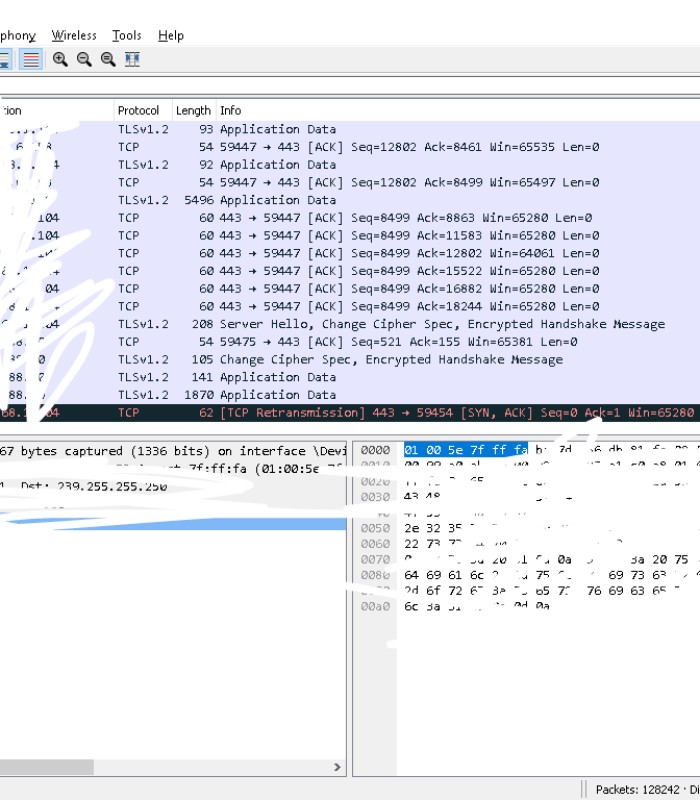 phony Wireless Tools Help
tion Protocol Length Info
TLSv1.2 93 Application Data
TCP 54 59447 → 443 [ACK] Seq=12802 Ack=8461 Win=65535 Len=0
TLSv1.2 92 Application Data
TCP 54 59447 → 443 [ACK] Seq=12802 Ack=8499 Win=65497 Len=0
TLSv1.2 5496 Application Data
.104 TCP 60 443 → 59447 [ACK] Seq=8499 Ack=8863 Win=65280 Len=0
.104 TCP 60 443 → 59447 [ACK] Seq=8499 Ack=11583 Win=65280 Len=0
TCP 60 443 → 59447 [ACK] Seq=8499 Ack=12802 Win=64061 Len=0
TCP 60 443 → 59447 [ACK] Seq=8499 Ack=15522 Win=65280 Len=0
04 TCP 60 443 → 59447 [ACK] Seq=8499 Ack=16882 Win=65280 Len=0
TCP 60 443 → 59447 [ACK] Seq=8499 Ack=18244 Win=65280 Len=0
04 TLSv1.2 208 Server Hello, Change Cipher Spec, Encrypted Handshake Message
TCP 54 59475 → 443 [ACK] Seq=521 Ack=155 Win=65381 Len=0
TLSv1.2 105 Change Cipher Spec, Encrypted Handshake Message
88. TLSv1.2 141 Application Data
88. TLSv1.2 1870 Application Data
68.1 04 TCP 62 [TCP Retransmission] 443 → 59454 [SYN, ACK] Seq=0 Ack=1 Win=65280
67 bytes captured (1336 bits) on interface \Devi
7f:ff:fa (01:00:5e
Dst: 239.255.255.250
0000 01 00 5e 7f ff fa
0010
0020
0030 43 48
0050 2e 32 35
0060 22 73
0070 20 75
0080 64 69 61 6c 75 69 73 63
2d 6f 72 65 76 69 63 65
00a0 6c 3a 0d 0a
Packets: 128242 · Di